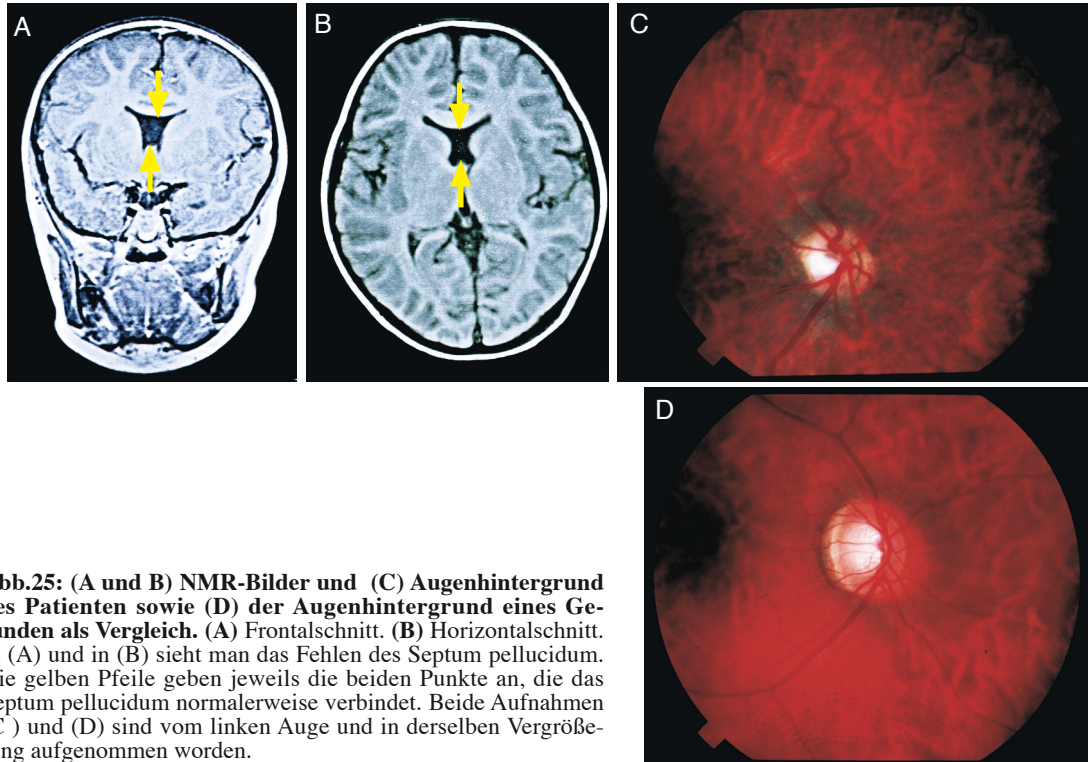 A
B
C
D
bb.25: (A und B) NMR-Bilder und (C) Augenhintergrund
es Patienten sowie (D) der Augenhintergrund eines Ge-
unden als Vergleich. (A) Frontalschnitt. (B) Horizontalschnitt.
(A) und in (B) sieht man das Fehlen des Septum pellucidum.
ie gelben Pfeile geben jeweils die beiden Punkte an, die das
eptum pellucidum normalerweise verbindet. Beide Aufnahmen
C ) und (D) sind vom linken Auge und in derselben Vergröße-
ung aufgenommen worden.